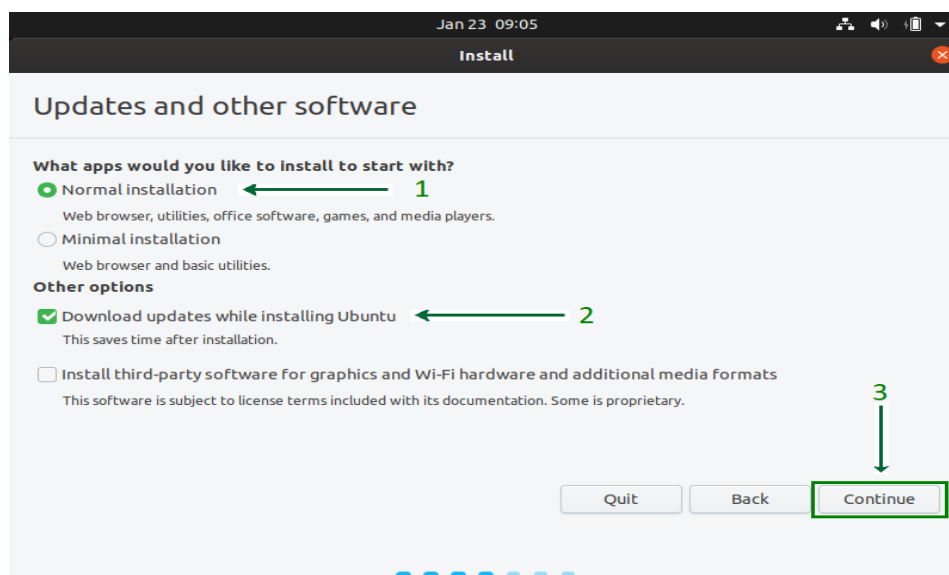 Jan 23 09:05
Install
Updates and other software
What apps would you like to install to start with?
Normal installation 1
Web browser, utilities, office software, games, and media players.
Minimal installation
Web browser and basic utilities.
Other options
Download updates while installing Ubuntu 2
This saves time after installation.
Install third-party software for graphics and Wi-Fi hardware and additional media formats
This software is subject to license terms included with its documentation. Some is proprietary.
3
Quit Back Continue